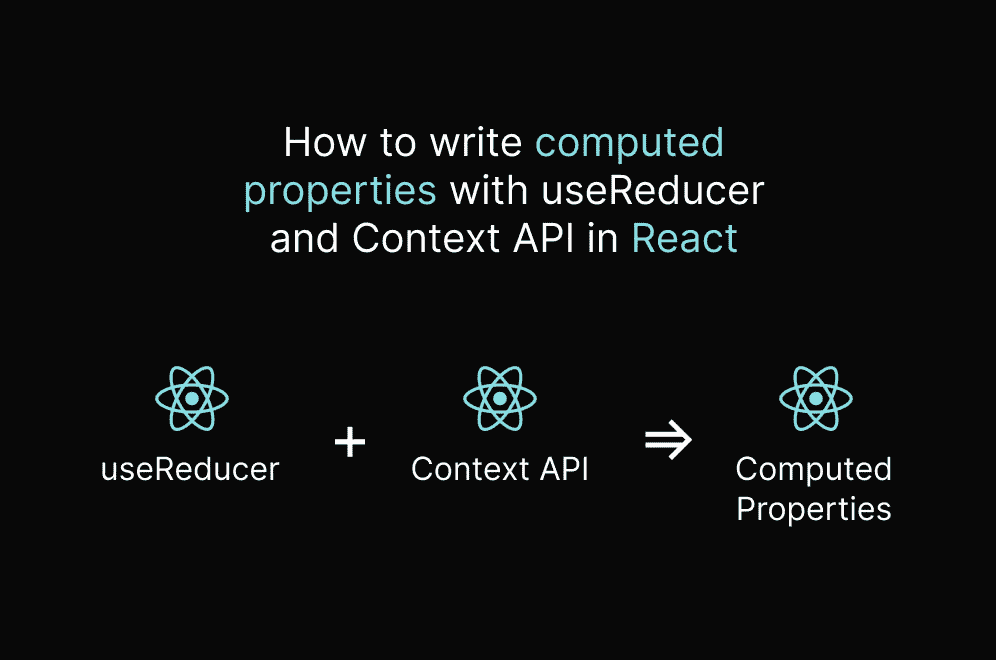 How to write computed
properties with useReducer
and Context API in React
useReducer
+
Context API
⇒
Computed
Properties